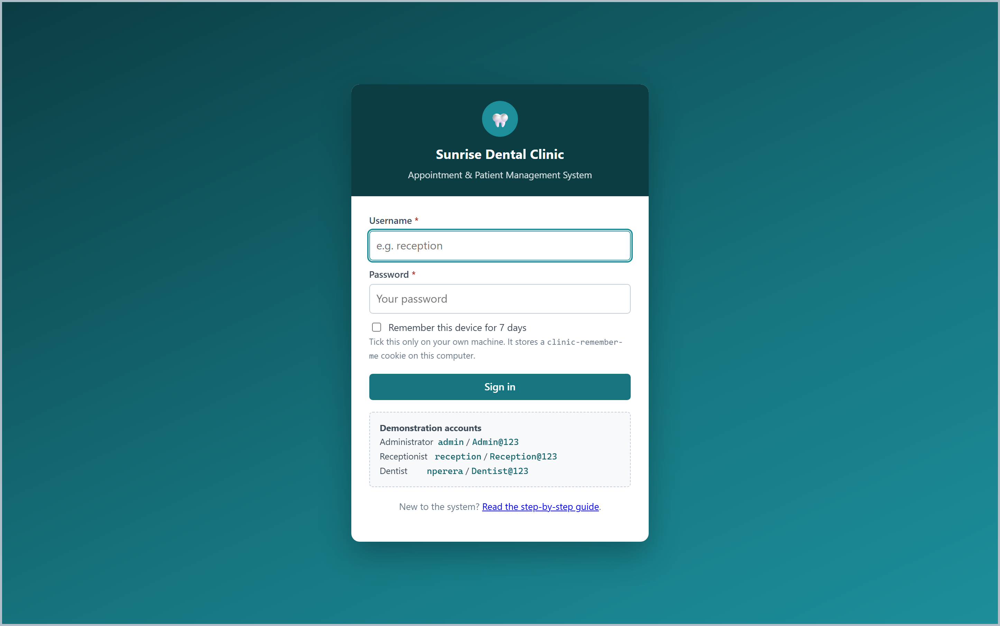 Sunrise Dental Clinic
Appointment & Patient Management System
Username *
e.g. reception
Password *
Your password
Remember this device for 7 days
Tick this only on your own machine. It stores a clinic-remember-
me cookie on this computer.
Sign in
Demonstration accounts
Administrator admin / Admin@123
Receptionist reception / Reception@123
Dentist nperera / Dentist@123
New to the system? Read the step-by-step guide.